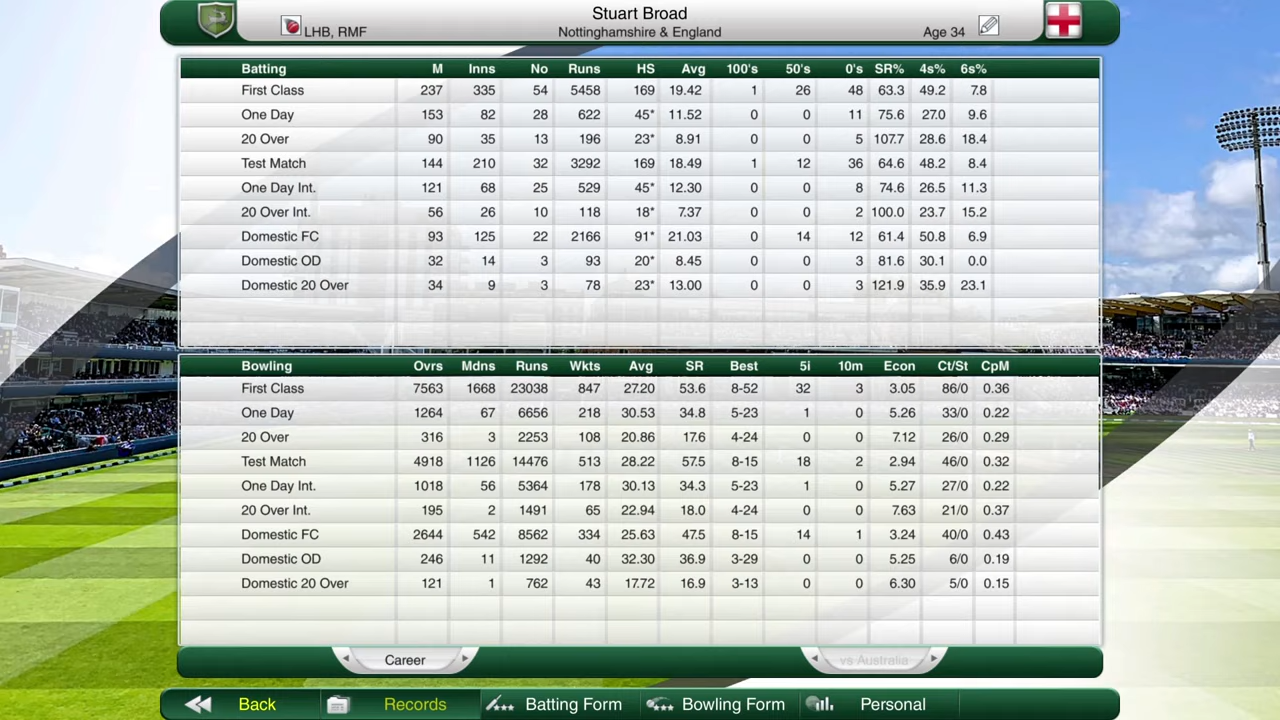 Stuart Broad
LHB, RMF Nottinghamshire & England Age 34
Batting M Inns No Runs HS Avg 100's 50's 0's SR% 4s% 6s%
First Class 237 335 54 5458 169 19.42 1 26 48 63.3 49.2 7.8
One Day 153 82 28 622 45* 11.52 0 0 11 75.6 27.0 9.6
20 Over 90 35 13 196 23* 8.91 0 0 5 107.7 28.6 18.4
Test Match 144 210 32 3292 169 18.49 1 12 36 64.6 48.2 8.4
One Day Int. 121 68 25 529 45* 12.30 0 0 8 74.6 26.5 11.3
20 Over Int. 56 26 10 118 18* 7.37 0 0 2 100.0 23.7 15.2
Domestic FC 93 125 22 2166 91* 21.03 0 14 12 61.4 50.8 6.9
Domestic OD 32 14 3 93 20* 8.45 0 0 3 81.6 30.1 0.0
Domestic 20 Over 34 9 3 78 23* 13.00 0 0 3 121.9 35.9 23.1
Bowling Ovrs Mdns Runs Wkts Avg SR Best 5i 10m Econ Ct/St CpM
First Class 7563 1668 23038 847 27.20 53.6 8-52 32 3 3.05 86/0 0.36
One Day 1264 67 6656 218 30.53 34.8 5-23 1 0 5.26 33/0 0.22
20 Over 316 3 2253 108 20.86 17.6 4-24 0 0 7.12 26/0 0.29
Test Match 4918 1126 14476 513 28.22 57.5 8-15 18 2 2.94 46/0 0.32
One Day Int. 1018 56 5364 178 30.13 34.3 5-23 1 0 5.27 27/0 0.22
20 Over Int. 195 2 1491 65 22.94 18.0 4-24 0 0 7.63 21/0 0.37
Domestic FC 2644 542 8562 334 25.63 47.5 8-15 14 1 3.24 40/0 0.43
Domestic OD 246 11 1292 40 32.30 36.9 3-29 0 0 5.25 6/0 0.19
Domestic 20 Over 121 1 762 43 17.72 16.9 3-13 0 0 6.30 5/0 0.15
Career vs Australia
Back Records Batting Form Bowling Form Personal